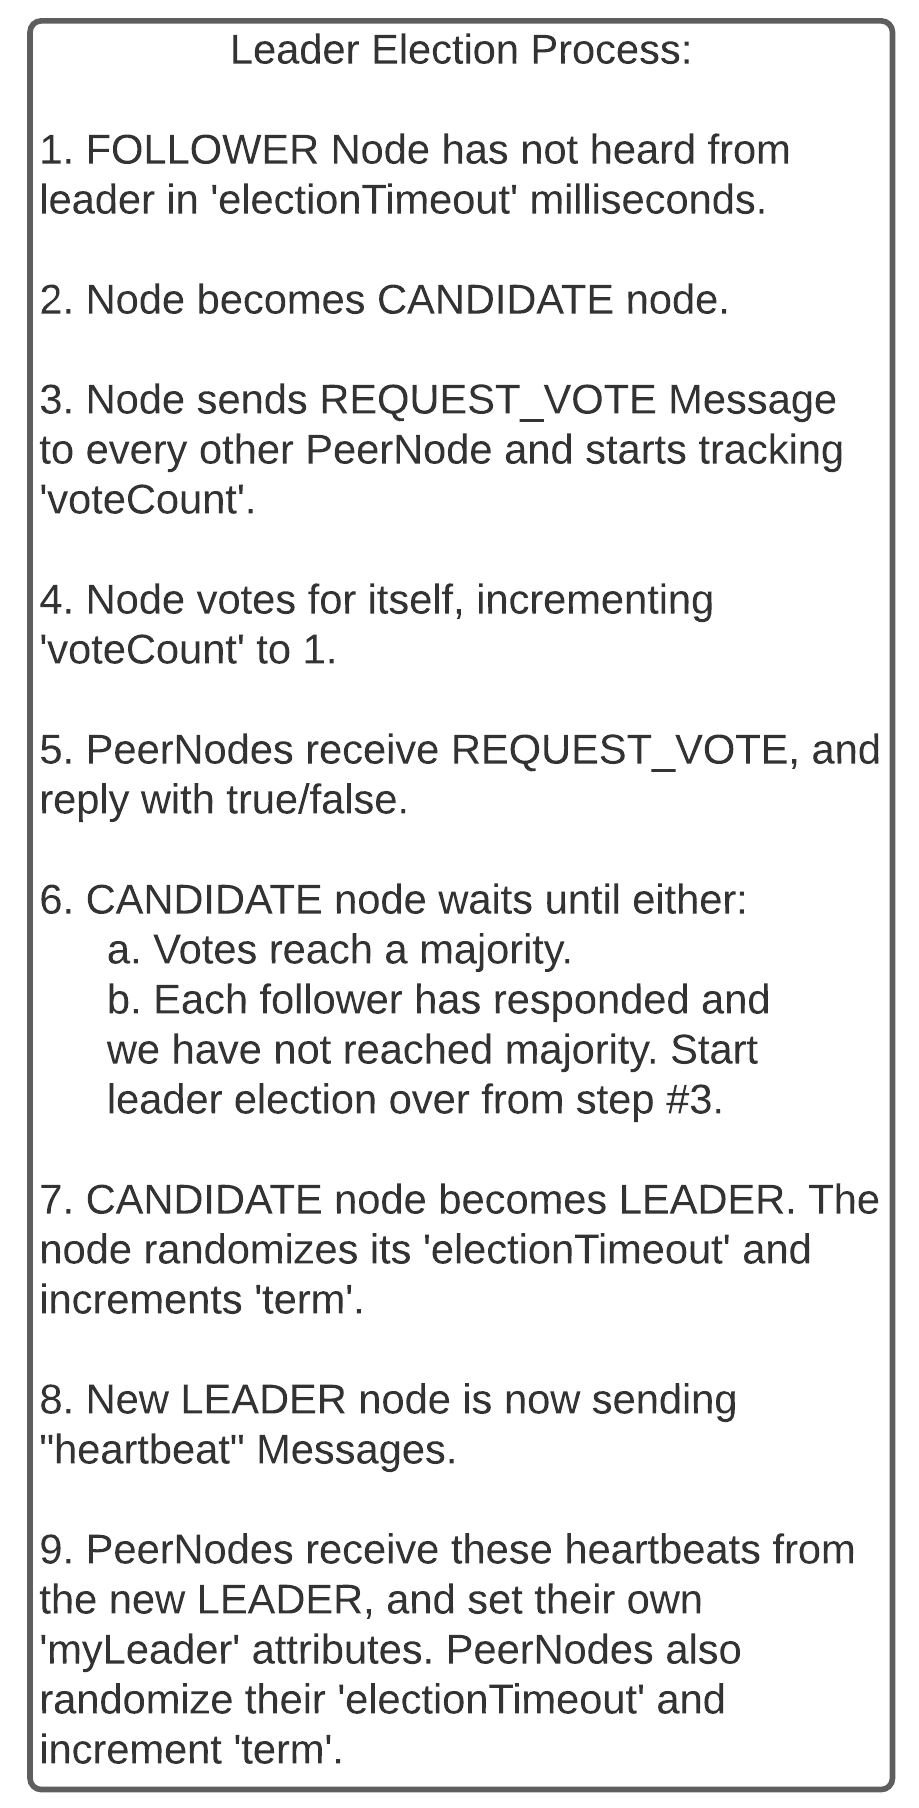 Leader Election Process:
1. FOLLOWER Node has not heard from
leader in 'electionTimeout' milliseconds.
2. Node becomes CANDIDATE node.
3. Node sends REQUEST_VOTE Message
to every other PeerNode and starts tracking
'voteCount'.
4. Node votes for itself, incrementing
'voteCount' to 1.
5. PeerNodes receive REQUEST_VOTE, and
reply with true/false.
6. CANDIDATE node waits until either:
a. Votes reach a majority.
b. Each follower has responded and
we have not reached majority. Start
leader election over from step #3.
7. CANDIDATE node becomes LEADER. The
node randomizes its 'electionTimeout' and
increments 'term'.
8. New LEADER node is now sending
"heartbeat" Messages.
9. PeerNodes receive these heartbeats from
the new LEADER, and set their own
'myLeader' attributes. PeerNodes also
randomize their 'electionTimeout' and
increment 'term'.